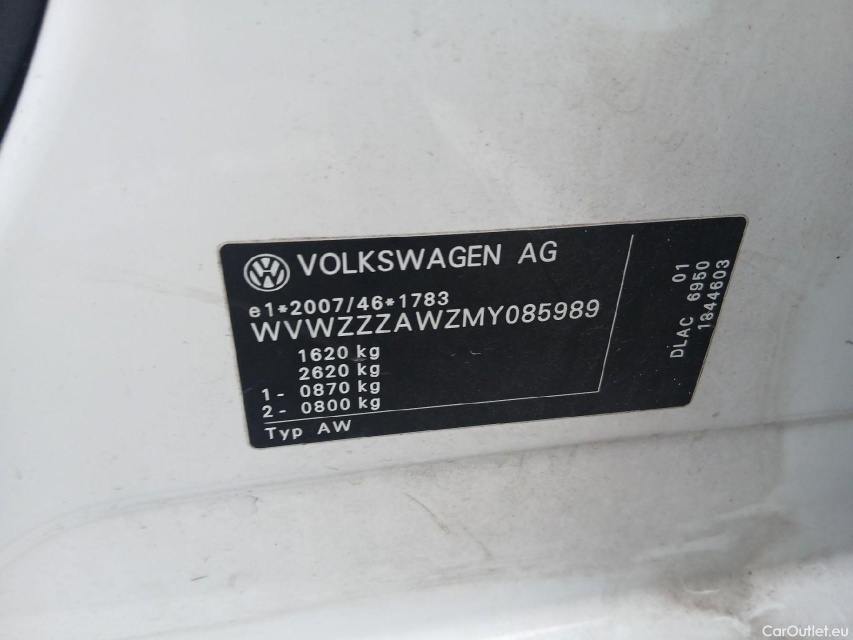 VOLKSWAGEN AG
e1*2007/46*1783
WVWZZZAWZMY085989
1620 kg
2620 kg
1- 0870 kg
2- 0800 kg
Typ AW
01
DLAC 6950
1844603
CarOutlet.eu